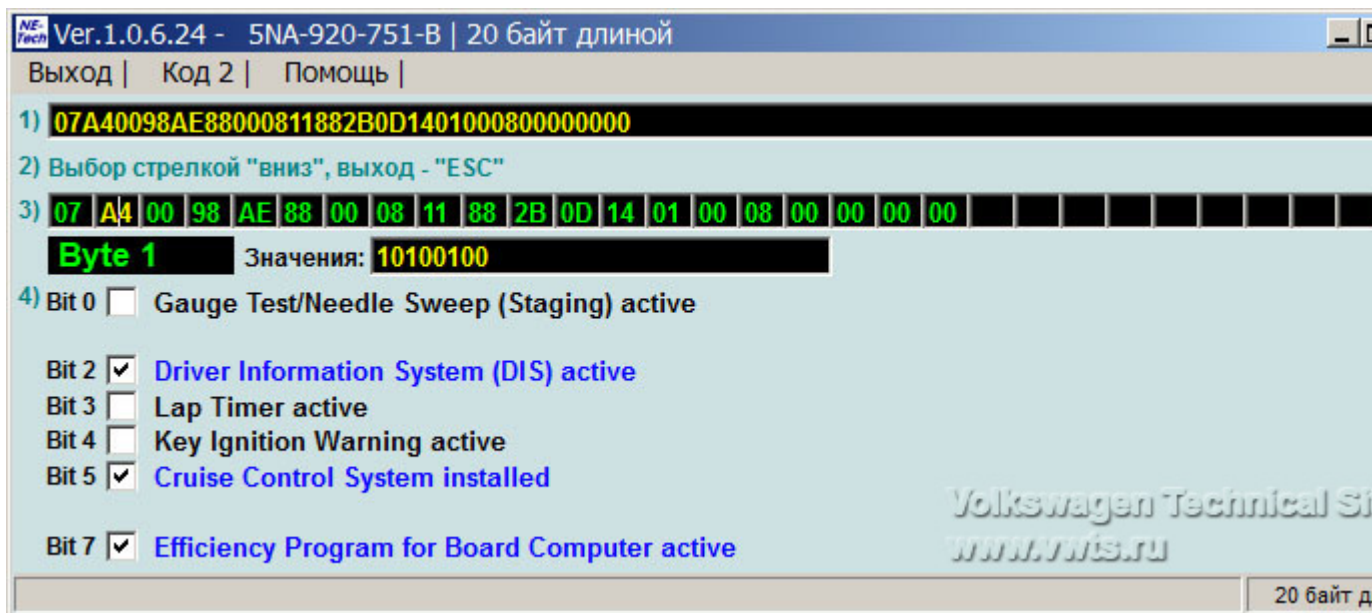 NE-Tech Ver.1.0.6.24 - 5NA-920-751-B | 20 байт длиной
Выход | Код 2 | Помощь |
1) 07A40098AE88000811882B0D1401000800000000
2) Выбор стрелкой "вниз", выход - "ESC"
3) 07 A4 00 98 AE 88 00 08 11 88 2B 0D 14 01 00 08 00 00 00 00
Byte 1 Значения: 10100100
4) Bit 0 Gauge Test/Needle Sweep (Staging) active
Bit 2 Driver Information System (DIS) active
Bit 3 Lap Timer active
Bit 4 Key Ignition Warning active
Bit 5 Cruise Control System installed
Volkswagen Technical Si
Bit 7 Efficiency Program for Board Computer active
www.vwts.ru
20 байт д